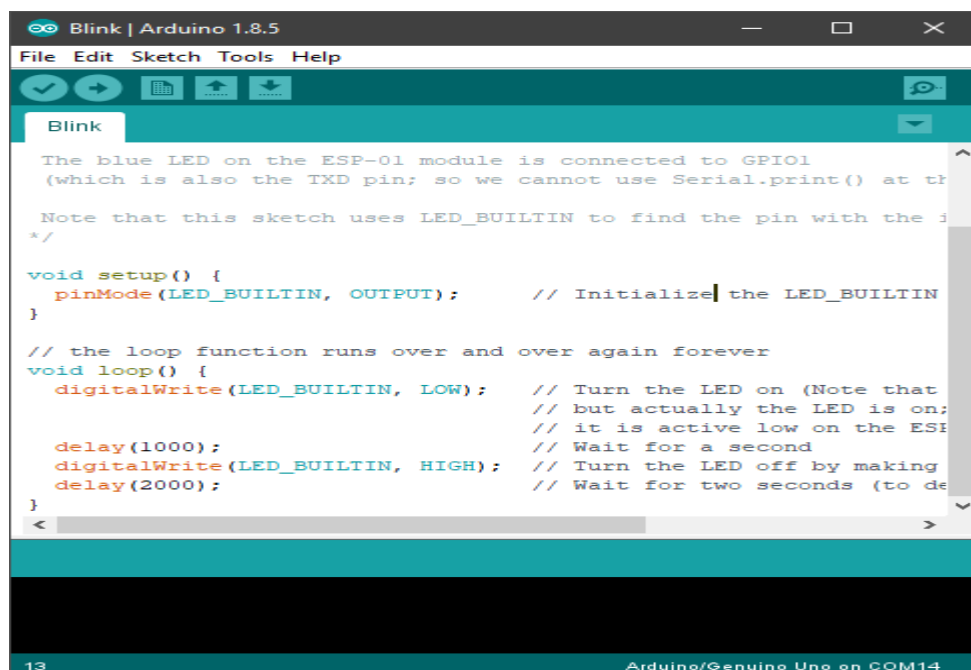 Blink | Arduino 1.8.5
File Edit Sketch Tools Help
Blink
The blue LED on the ESP-01 module is connected to GPIO1
(which is also the TXD pin; so we cannot use Serial.print() at
Note that this sketch uses LED_BUILTIN to find the pin with the
*/
void setup() {
pinMode(LED_BUILTIN, OUTPUT); // Initialize the LED_BUILTIN
}
// the loop function runs over and over again forever
void loop() {
digitalWrite(LED_BUILTIN, LOW); // Turn the LED on (Note that
// but actually the LED is on;
// it is active low on the
delay(1000); // Wait for a second
digitalWrite(LED_BUILTIN, HIGH); // Turn the LED off by making
delay(2000); // Wait for two seconds (to
}
13 Arduino/Genuino Uno on COM14